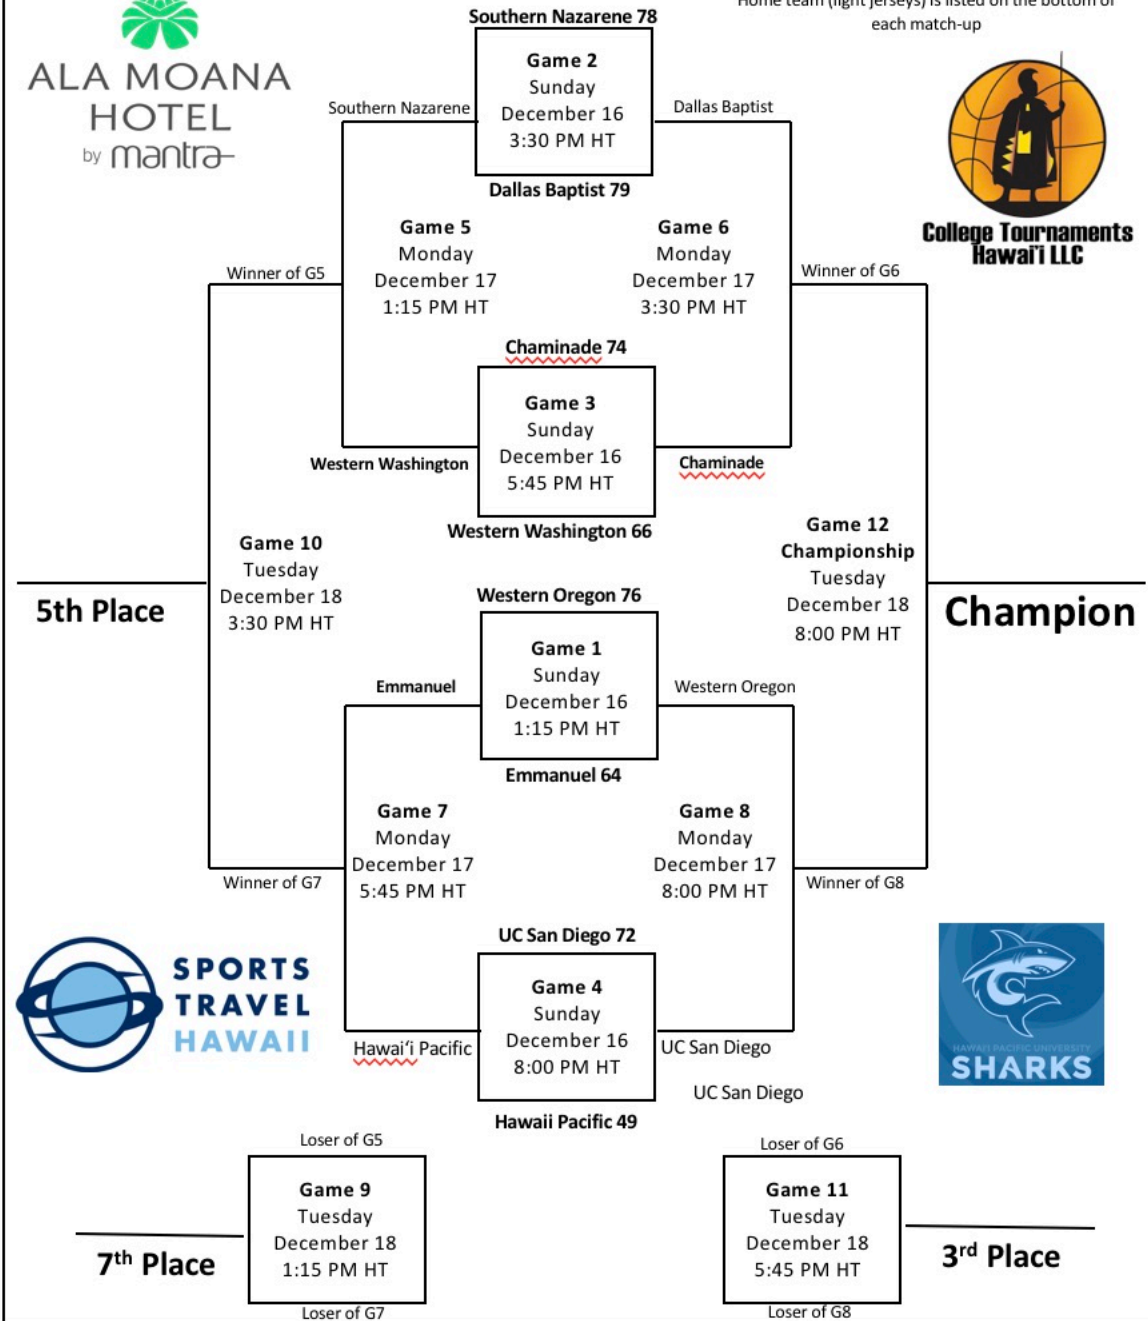 Home team (light jerseys) is listed on the bottom of
each match-up
ALA MOANA
HOTEL
by mantra
College Tournaments
Hawai'i LLC
Southern Nazarene 78
Game 2
Sunday
December 16
3:30 PM HT
Dallas Baptist 79
Southern Nazarene
Dallas Baptist
Game 5
Monday
December 17
1:15 PM HT
Game 6
Monday
December 17
3:30 PM HT
Winner of G5
Winner of G6
Chaminade 74
Game 3
Sunday
December 16
5:45 PM HT
Western Washington 66
Western Washington
Chaminade
Game 10
Tuesday
December 18
3:30 PM HT
5th Place
Game 12
Championship
Tuesday
December 18
8:00 PM HT
Champion
Western Oregon 76
Game 1
Sunday
December 16
1:15 PM HT
Emmanuel 64
Emmanuel
Western Oregon
Game 7
Monday
December 17
5:45 PM HT
Game 8
Monday
December 17
8:00 PM HT
Winner of G7
Winner of G8
UC San Diego 72
Game 4
Sunday
December 16
8:00 PM HT
Hawaii Pacific 49
Hawaiʻi Pacific
UC San Diego
UC San Diego
SPORTS
TRAVEL
HAWAII
HAWAI'I PACIFIC UNIVERSITY
SHARKS
Loser of G5
Game 9
Tuesday
December 18
1:15 PM HT
Loser of G7
7th Place
Loser of G6
Game 11
Tuesday
December 18
5:45 PM HT
Loser of G8
3rd Place